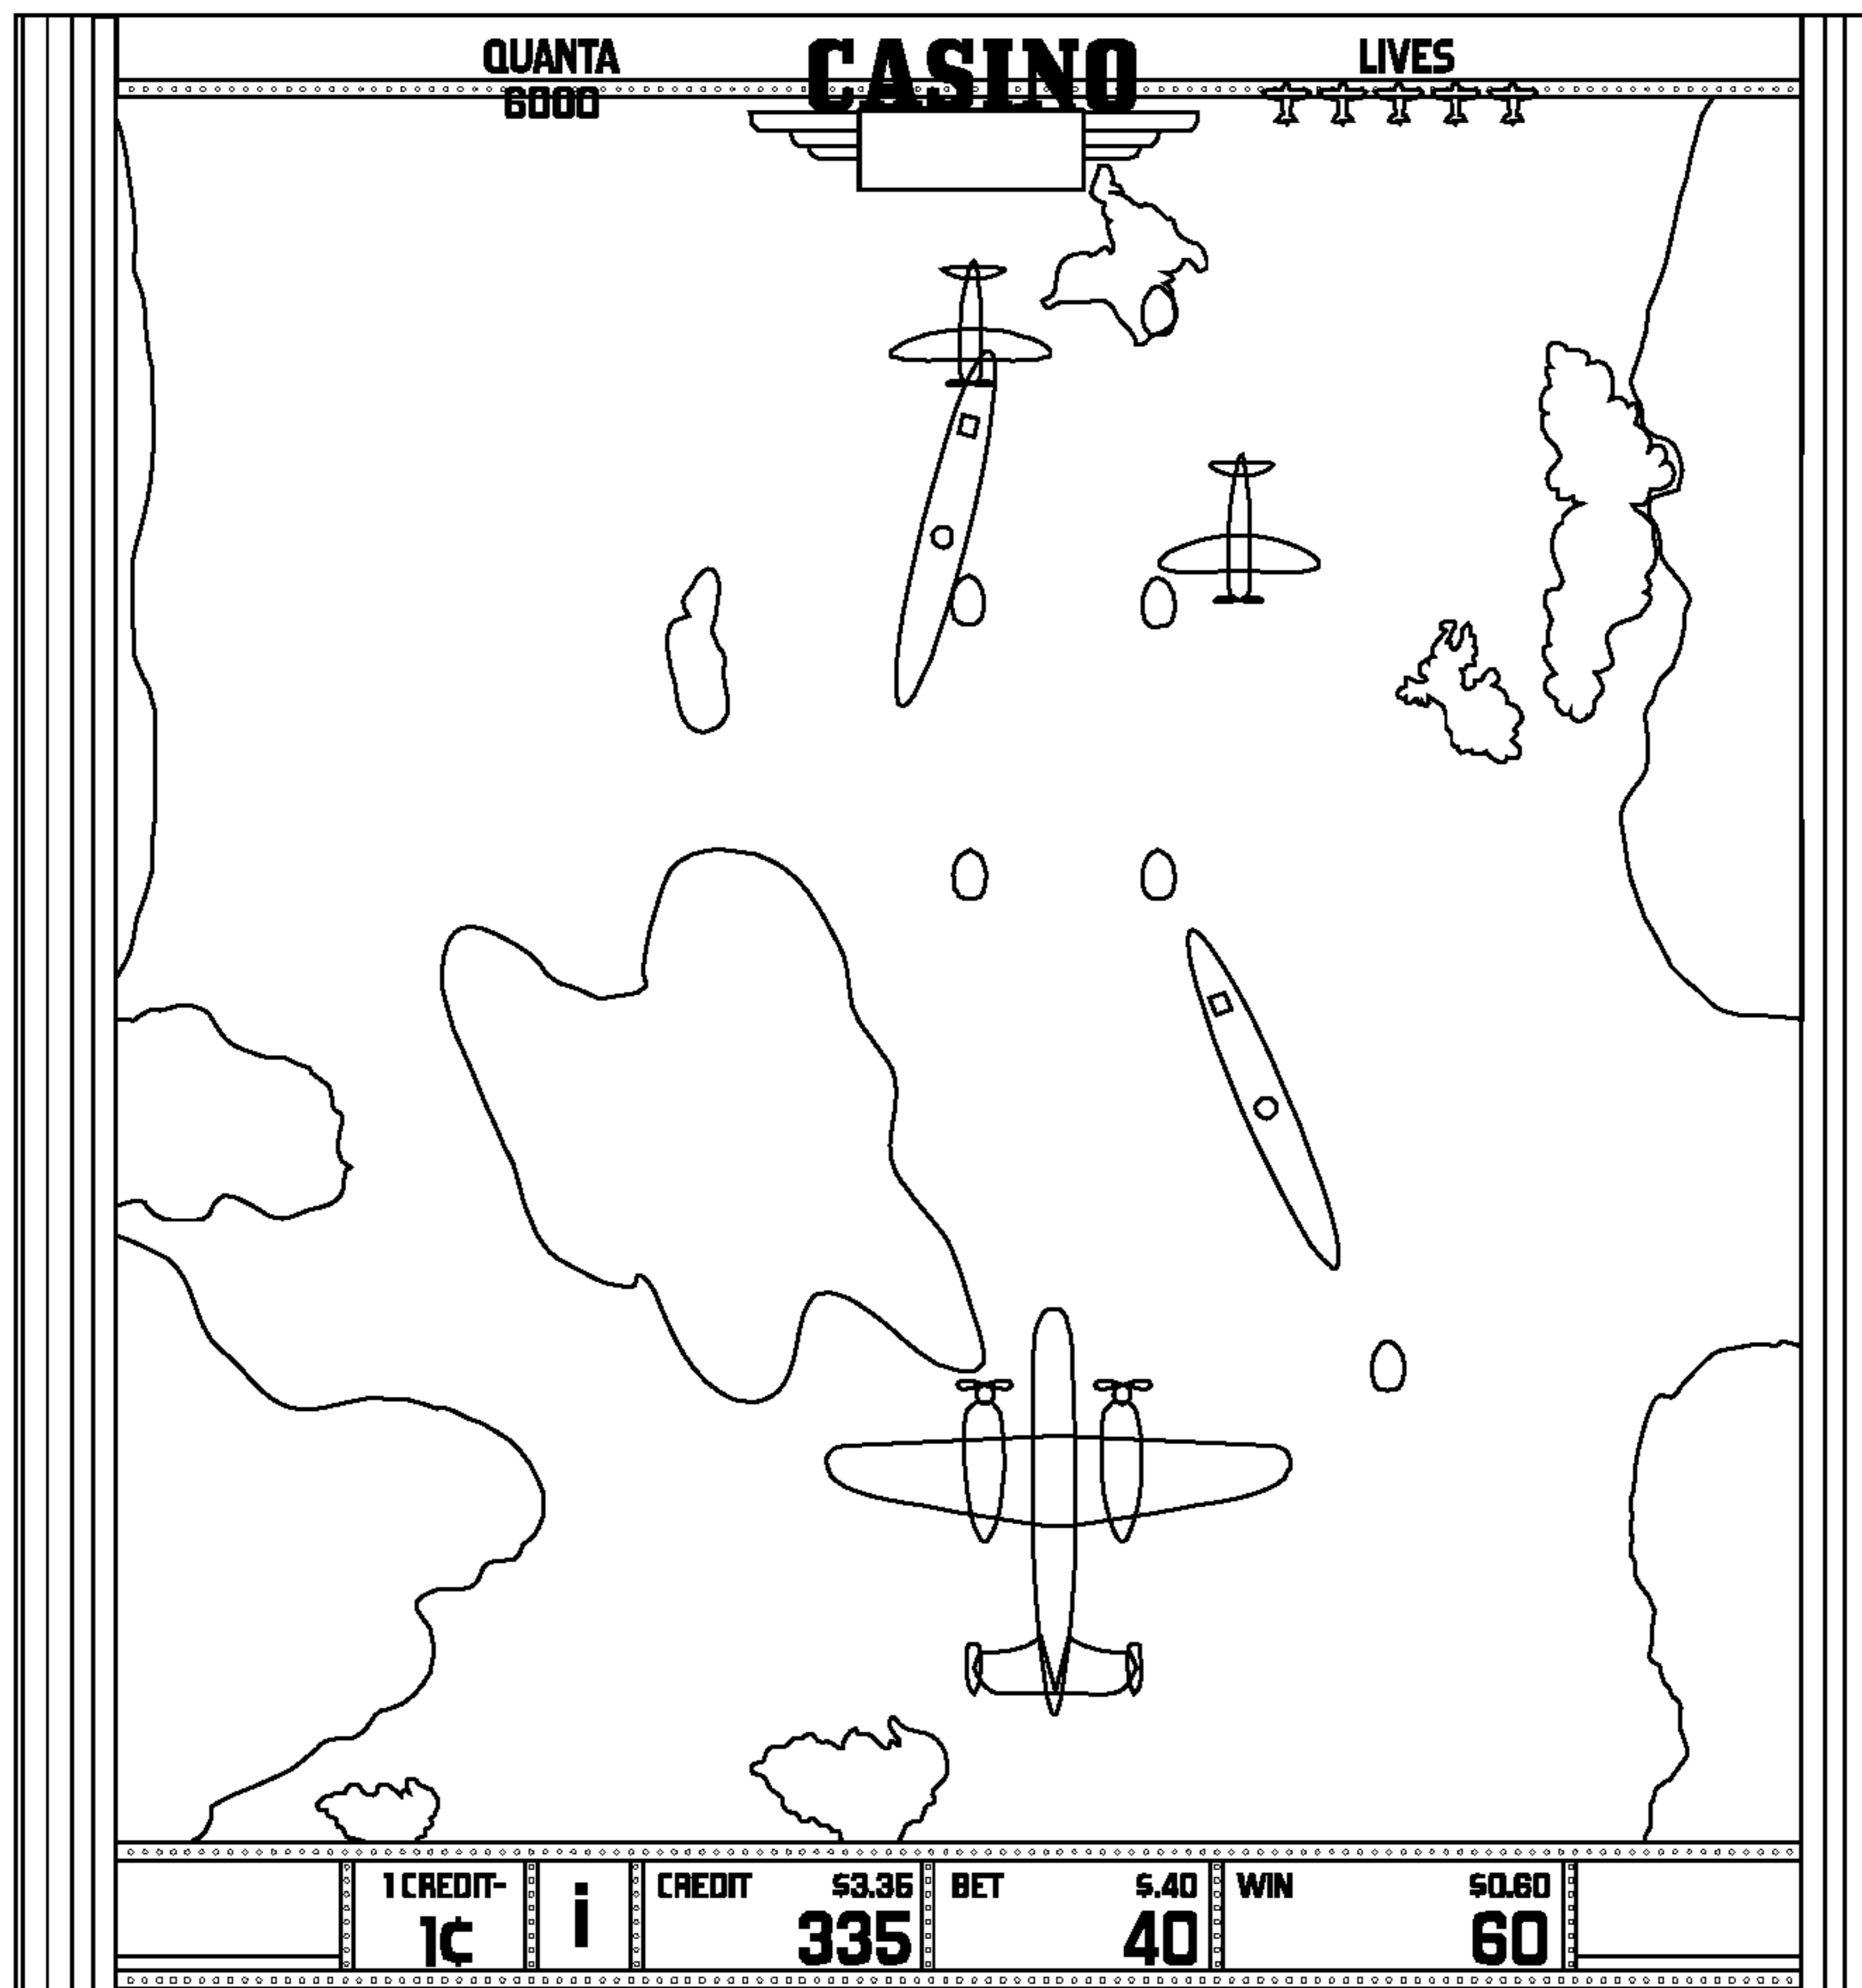 QUANTA
CASINO
LIVES
6000
1 CREDIT-
1¢
i
CREDIT $3.36
335
BET $.40
40
WIN $0.60
60